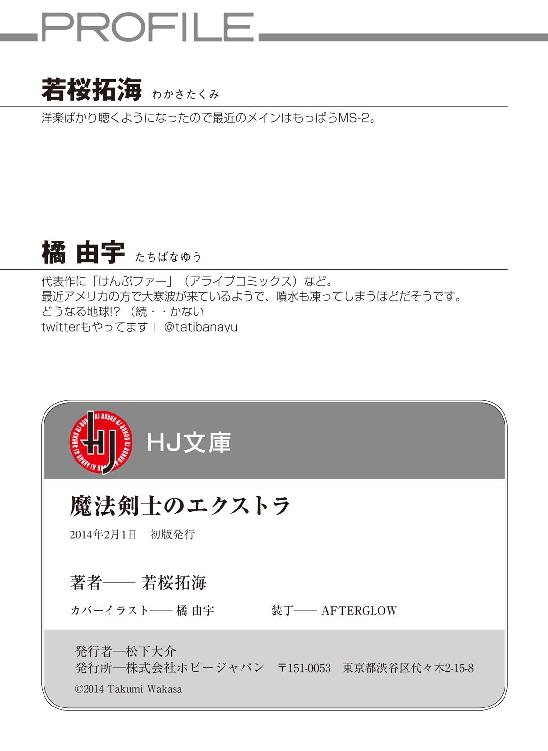 PROFILE
若桜拓海 わかさたくみ
洋楽ばかり聴くようになったので最近のメインはもっぱらMS-2。
橘 由宇 たちばなゆう
代表作に「けんぷファー」（アライブコミックス）など。
最近アメリカの方で大寒波が来ているようで、噴水も凍ってしまうほどだそうです。
どうなる地球!? （続・・かない
twitterもやってます！ @tatibanayu
HJ HJ文庫
魔法剣士のエクストラ
2014年2月1日 初版発行
著者── 若桜拓海
カバーイラスト── 橘 由宇 装丁── AFTERGLOW
発行者―松下大介
発行所―株式会社ホビージャパン 〒151-0053 東京都渋谷区代々木2-15-8
©2014 Takumi Wakasa